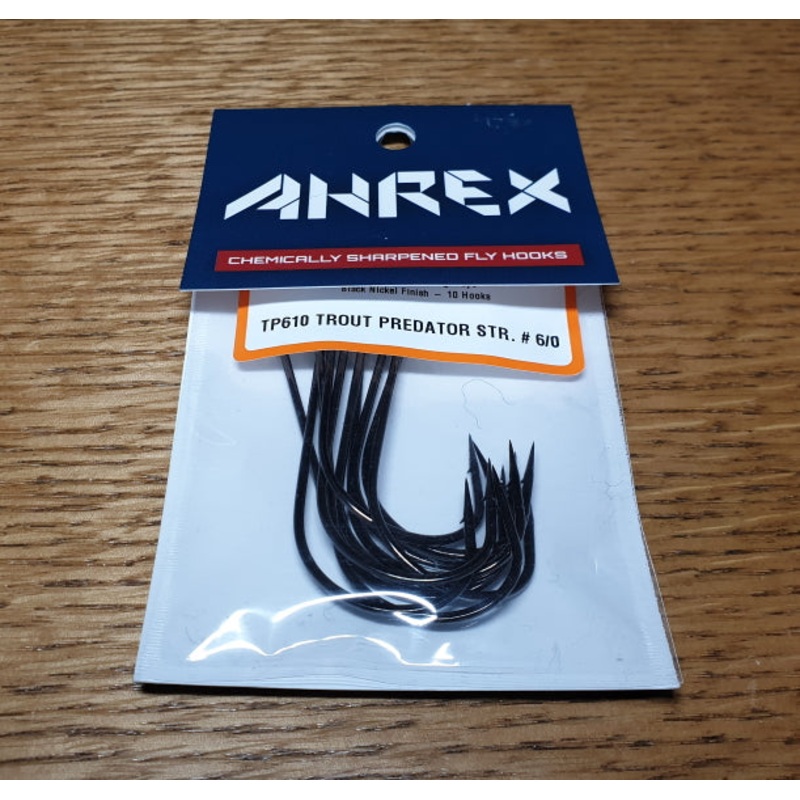 AHREX
CHEMICALLY SHARPENED FLY HOOKS
Black Nickel Finish – 10 Hooks
TP610 TROUT PREDATOR STR. # 6/0